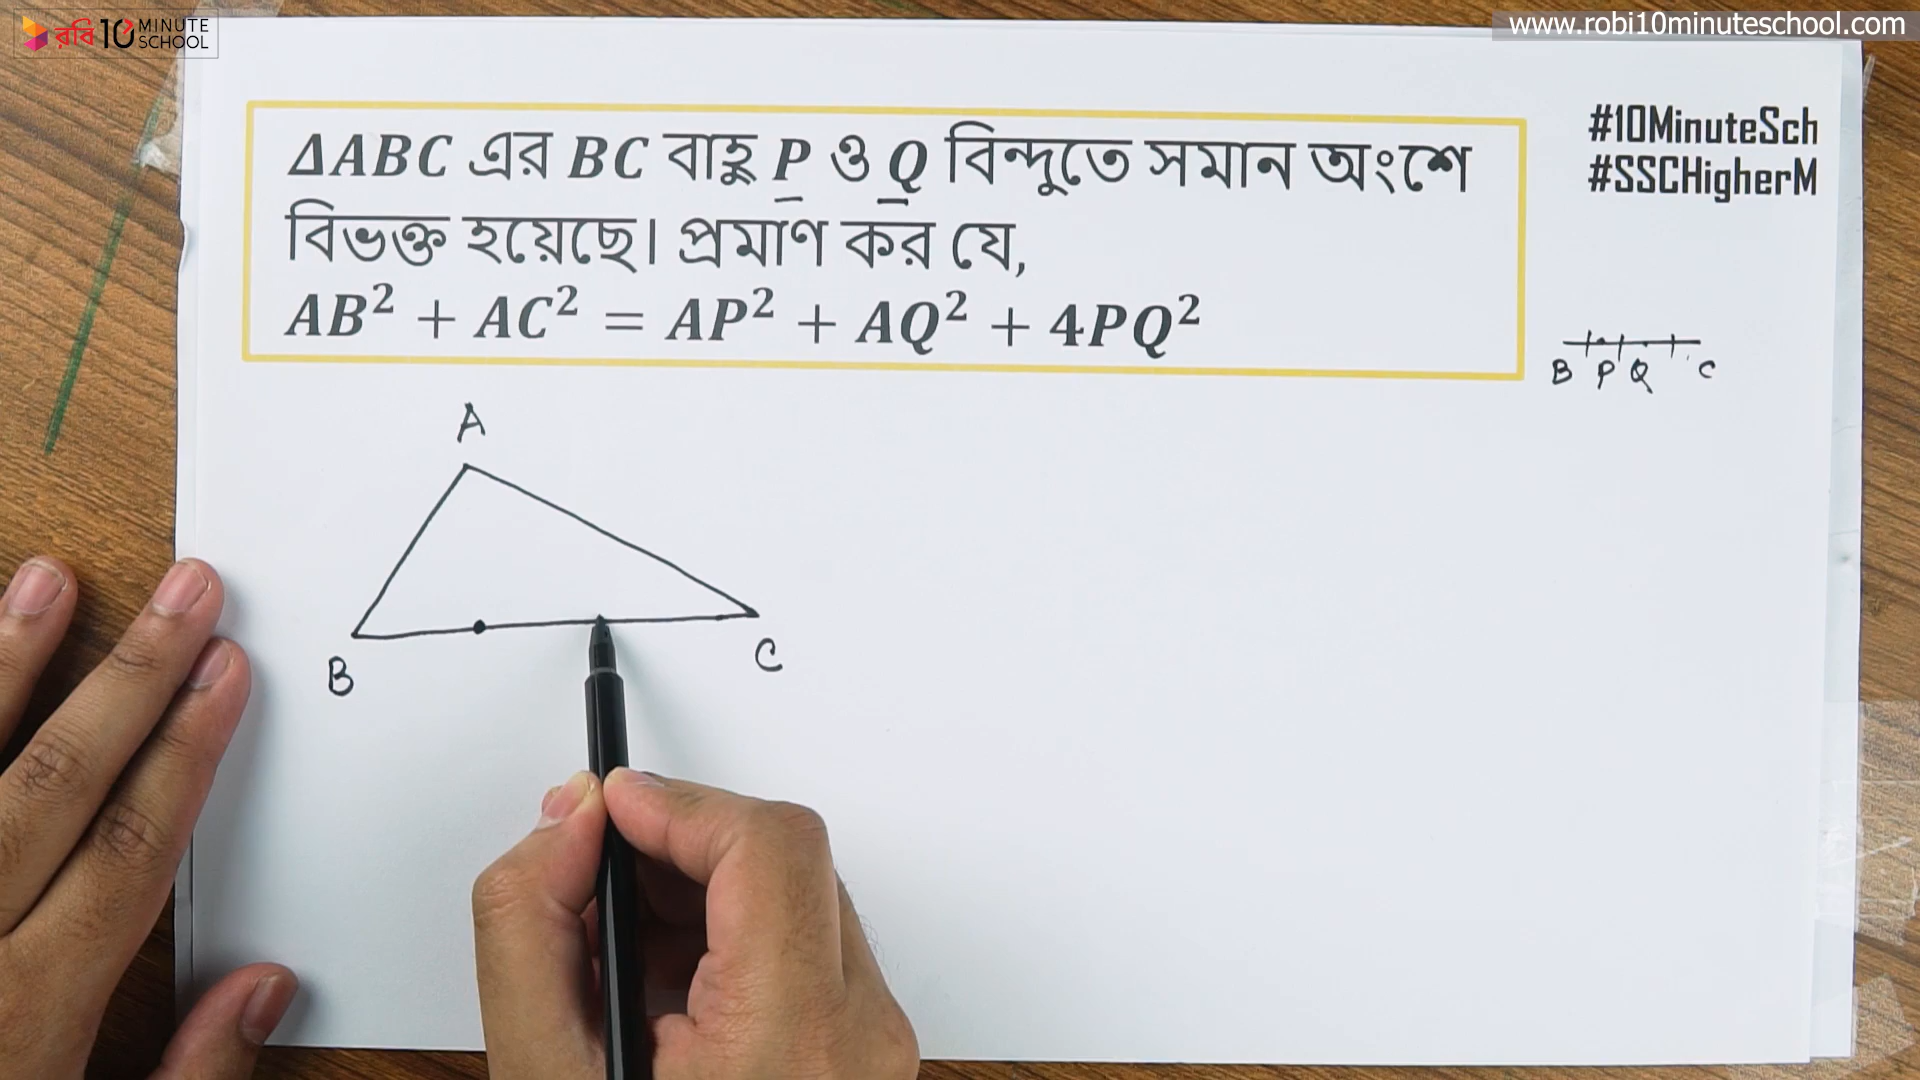 রবি 10 MINUTE SCHOOL
www.robi10minuteschool.com
#10MinuteSch
#SSCHigherM
ΔABC এর BC বাহু P ও Q বিন্দুতে সমান অংশে
বিভক্ত হয়েছে। প্রমাণ কর যে,
AB² + AC² = AP² + AQ² + 4PQ²
B P Q C
A
B
C